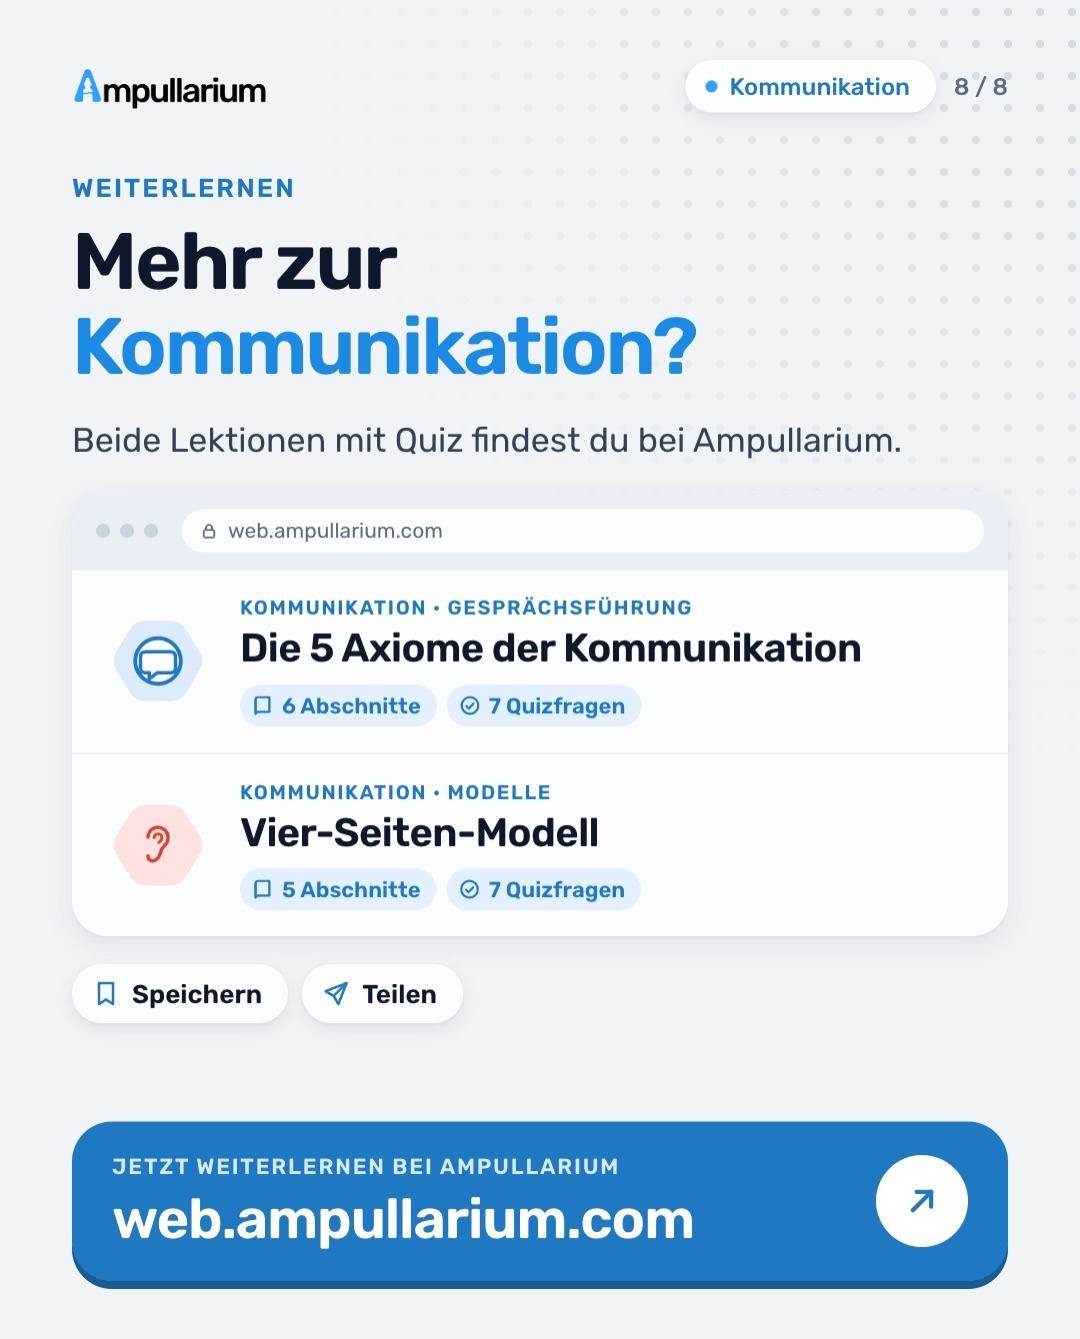 Ampullarium
Kommunikation
8 / 8
WEITERLERNEN
Mehr zur
Kommunikation?
Beide Lektionen mit Quiz findest du bei Ampullarium.
web.ampullarium.com
KOMMUNIKATION • GESPRÄCHSFÜHRUNG
Die 5 Axiome der Kommunikation
6 Abschnitte
7 Quizfragen
KOMMUNIKATION • MODELLE
Vier-Seiten-Modell
5 Abschnitte
7 Quizfragen
Speichern
Teilen
JETZT WEITERLERNEN BEI AMPULLARIUM
web.ampullarium.com